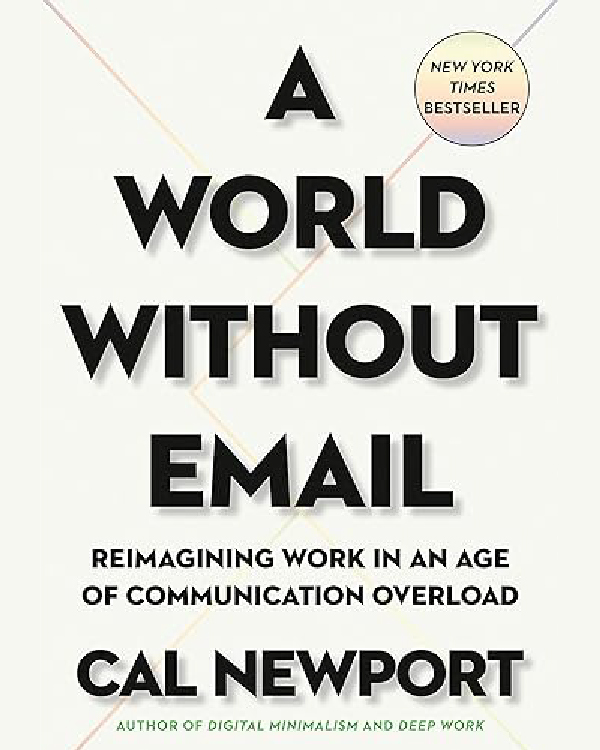 A
NEW YORK
TIMES
BESTSELLER
WORLD
WITHOUT
EMAIL
REIMAGINING WORK IN AN AGE
OF COMMUNICATION OVERLOAD
CAL NEWPORT
AUTHOR OF DIGITAL MINIMALISM AND DEEP WORK